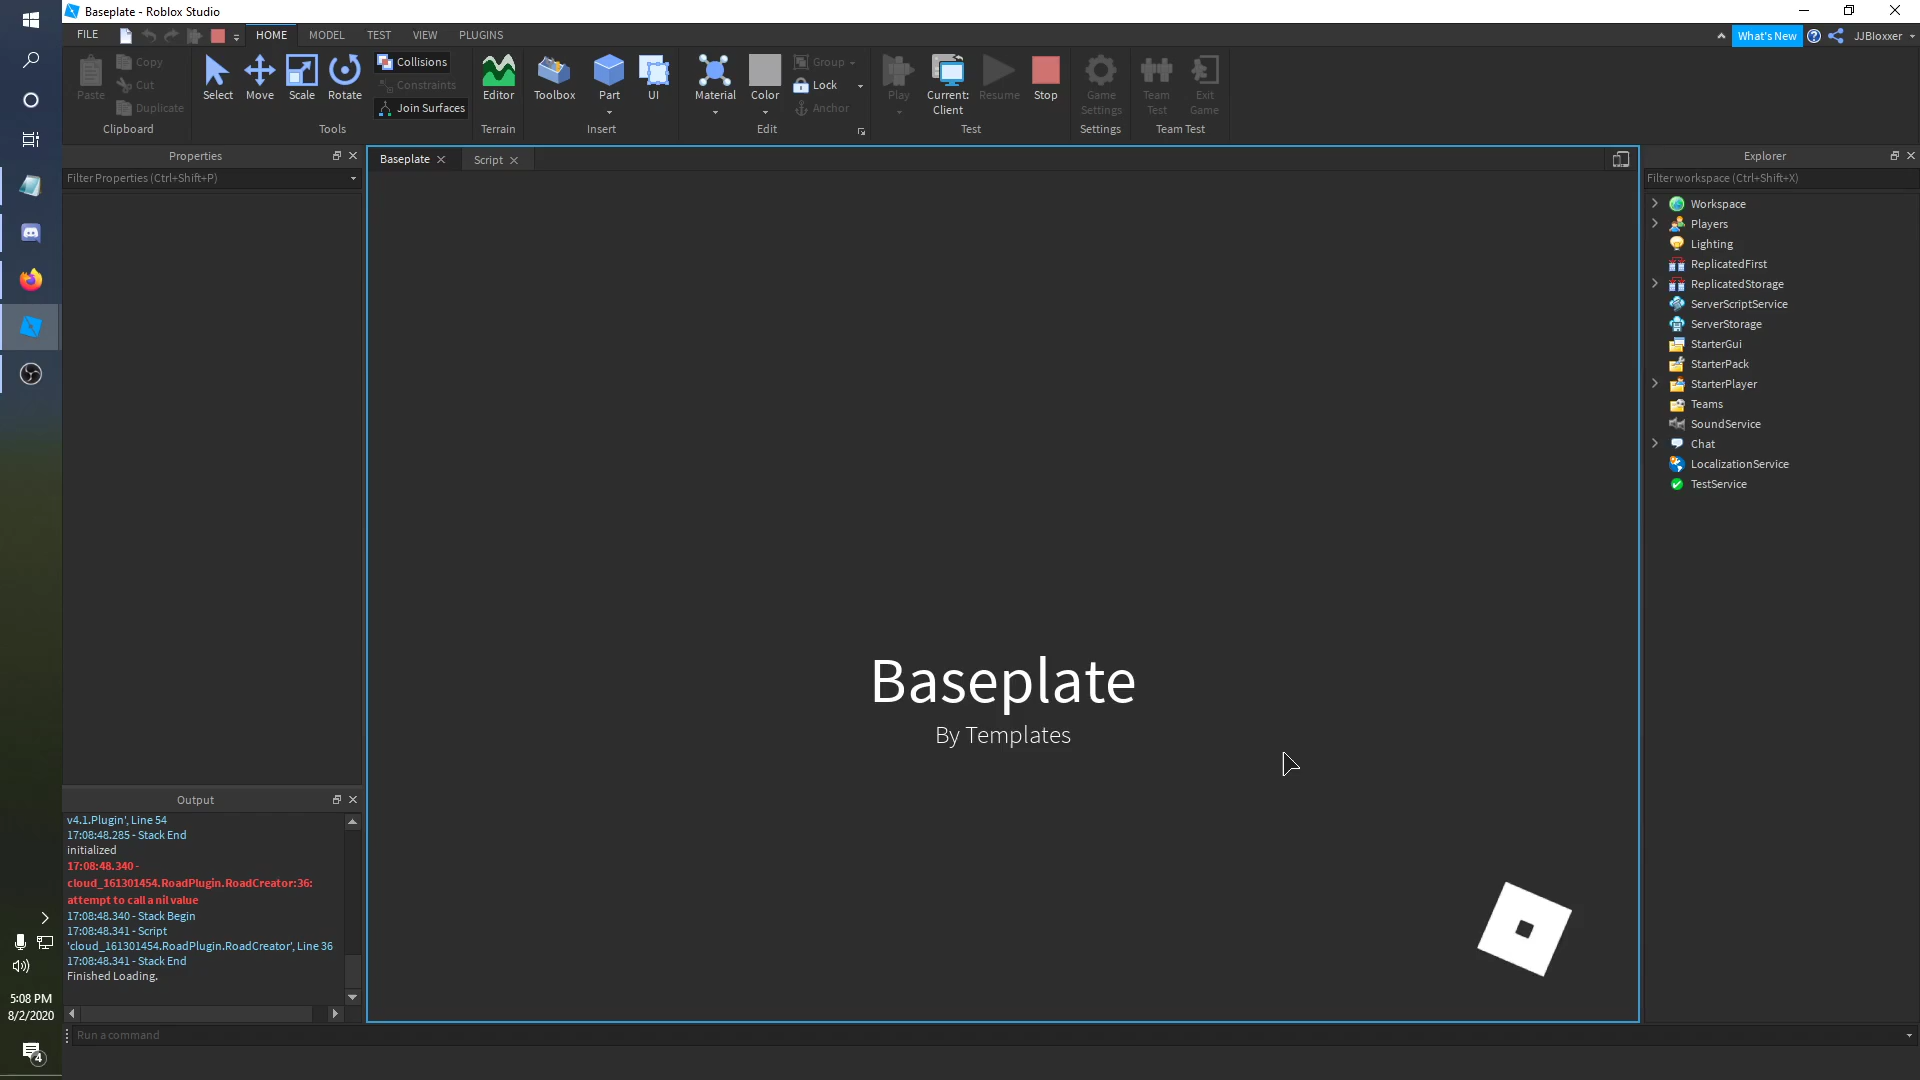 Baseplate - Roblox Studio
FILE HOME MODEL TEST VIEW PLUGINS What's New JJBloxxer
Paste Copy Cut Duplicate
Clipboard
Select Move Scale Rotate Collisions Constraints Join Surfaces
Tools
Editor
Terrain
Toolbox Part UI
Insert
Material Color Group Lock Anchor
Edit
Play Current: Client Resume Stop
Test
Game Settings
Settings
Team Test Exit Game
Team Test
Properties
Filter Properties (Ctrl+Shift+P)
Baseplate Script
Baseplate
By Templates
Explorer
Filter workspace (Ctrl+Shift+X)
Workspace
Players
Lighting
ReplicatedFirst
ReplicatedStorage
ServerScriptService
ServerStorage
StarterGui
StarterPack
StarterPlayer
Teams
SoundService
Chat
LocalizationService
TestService
Output
v4.1.Plugin', Line 54
17:08:48.285 - Stack End
initialized
17:08:48.340 -
cloud_161301454.RoadPlugin.RoadCreator:36:
attempt to call a nil value
17:08:48.340 - Stack Begin
17:08:48.341 - Script
'cloud_161301454.RoadPlugin.RoadCreator', Line 36
17:08:48.341 - Stack End
Finished Loading.
Run a command
5:08 PM
8/2/2020
4